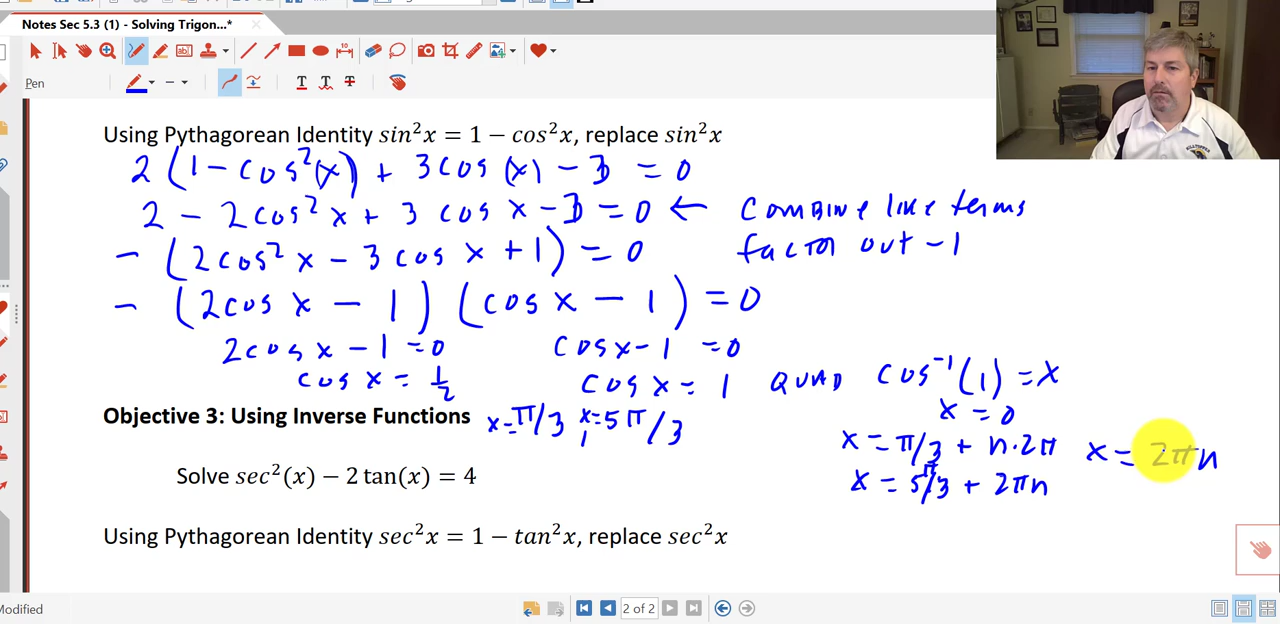 Notes Sec 5.3 (1) - Solving Trigon...*
Pen
Using Pythagorean Identity sin²x = 1 − cos²x, replace sin²x
2 (1 − cos²(x)) + 3 cos (x) − 3 = 0
2 − 2cos²x + 3 cos x − 3 = 0 ← Combine like terms
− (2cos²x − 3 cos x + 1) = 0 factor out −1
− (2cos x − 1) (cos x − 1) = 0
2cos x − 1 = 0 cos x − 1 = 0
cos x = 1/2 cos x = 1 QUAD cos⁻¹(1) = x
x = 0
Objective 3: Using Inverse Functions x = π/3, x = 5π/3
x = π/3 + n·2π x = 2πn
Solve sec²(x) − 2 tan(x) = 4
x = 5π/3 + 2πn
Using Pythagorean Identity sec²x = 1 − tan²x, replace sec²x
Modified
2 of 2